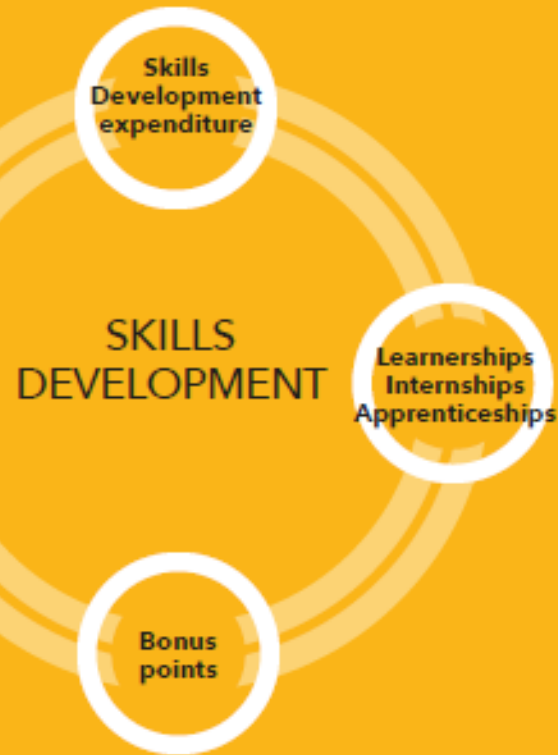 Skills
Development
expenditure
SKILLS
DEVELOPMENT
Learnerships
Internships
Apprenticeships
Bonus
points